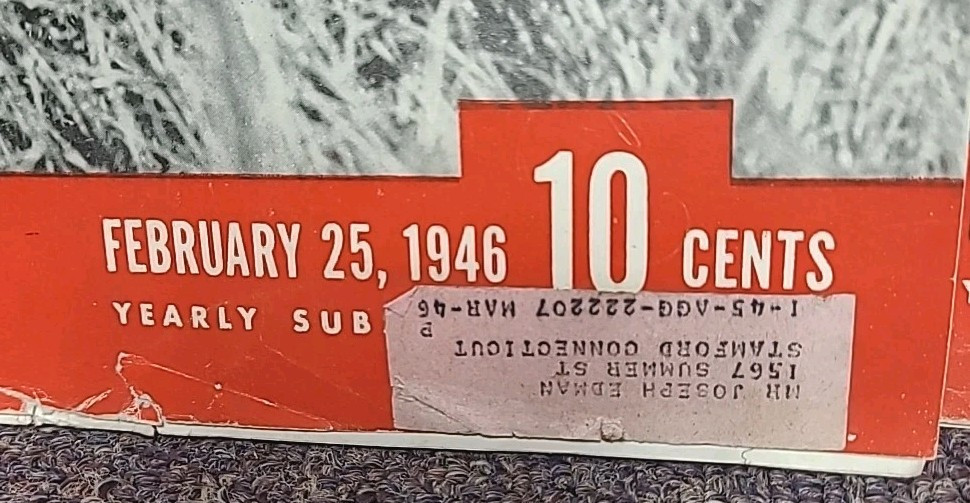 FEBRUARY 25, 1946 10 CENTS
YEARLY SUB
MR JOSEPH EDMAN
1567 SUMMER ST
STAMFORD CONNECTICUT
P
1-45-AGG-222207 MAR-46